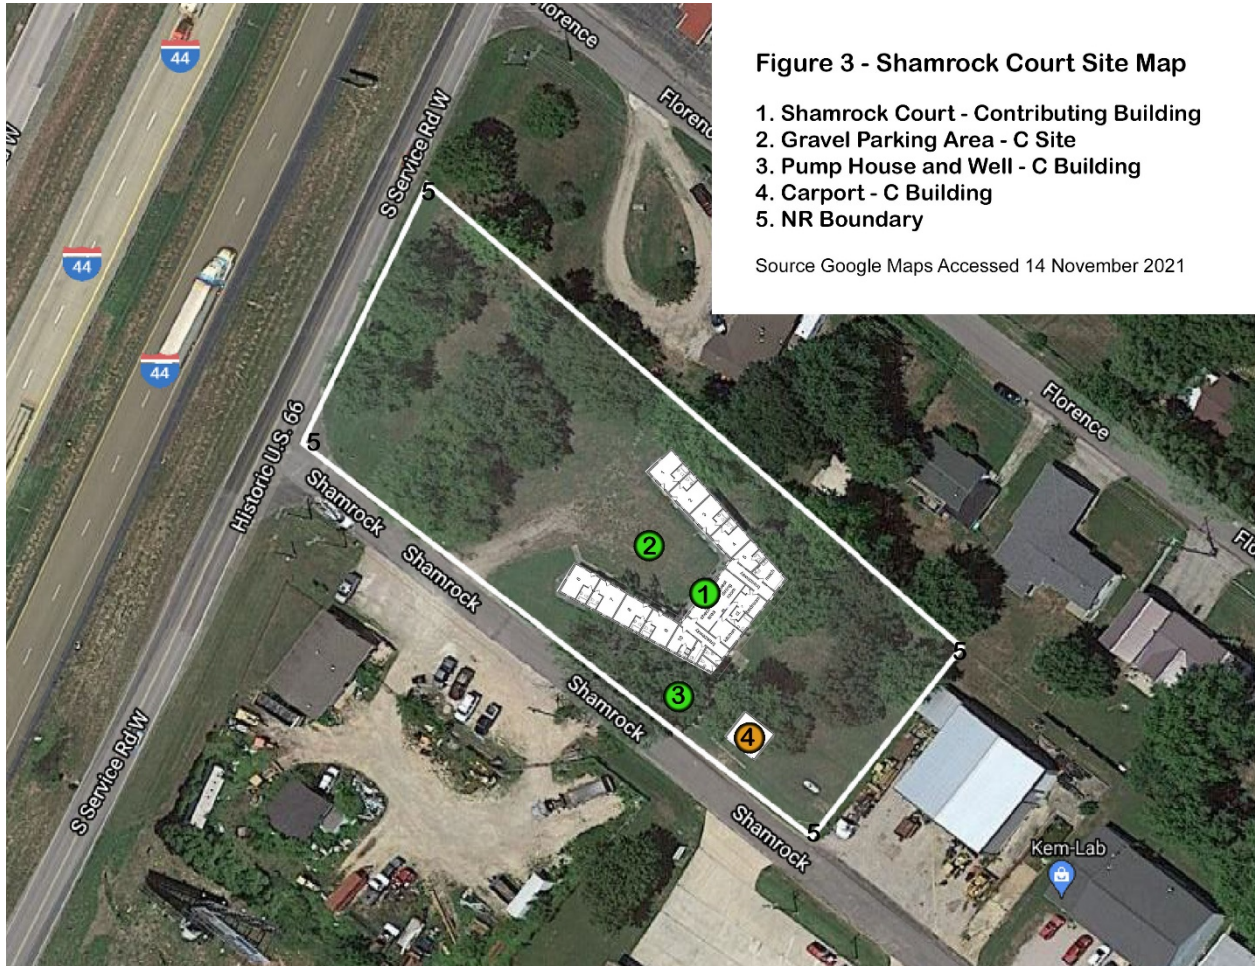 Figure 3 - Shamrock Court Site Map
1. Shamrock Court - Contributing Building
2. Gravel Parking Area - C Site
3. Pump House and Well - C Building
4. Carport - C Building
5. NR Boundary
Source Google Maps Accessed 14 November 2021
Florence
44
S Service Rd W
5
44
44
Historic U.S. 66
5
Shamrock
Florence
Shamrock
2
1
5
3
Shamrock
4
S Service Rd W
5
Shamrock
Kem-Lab